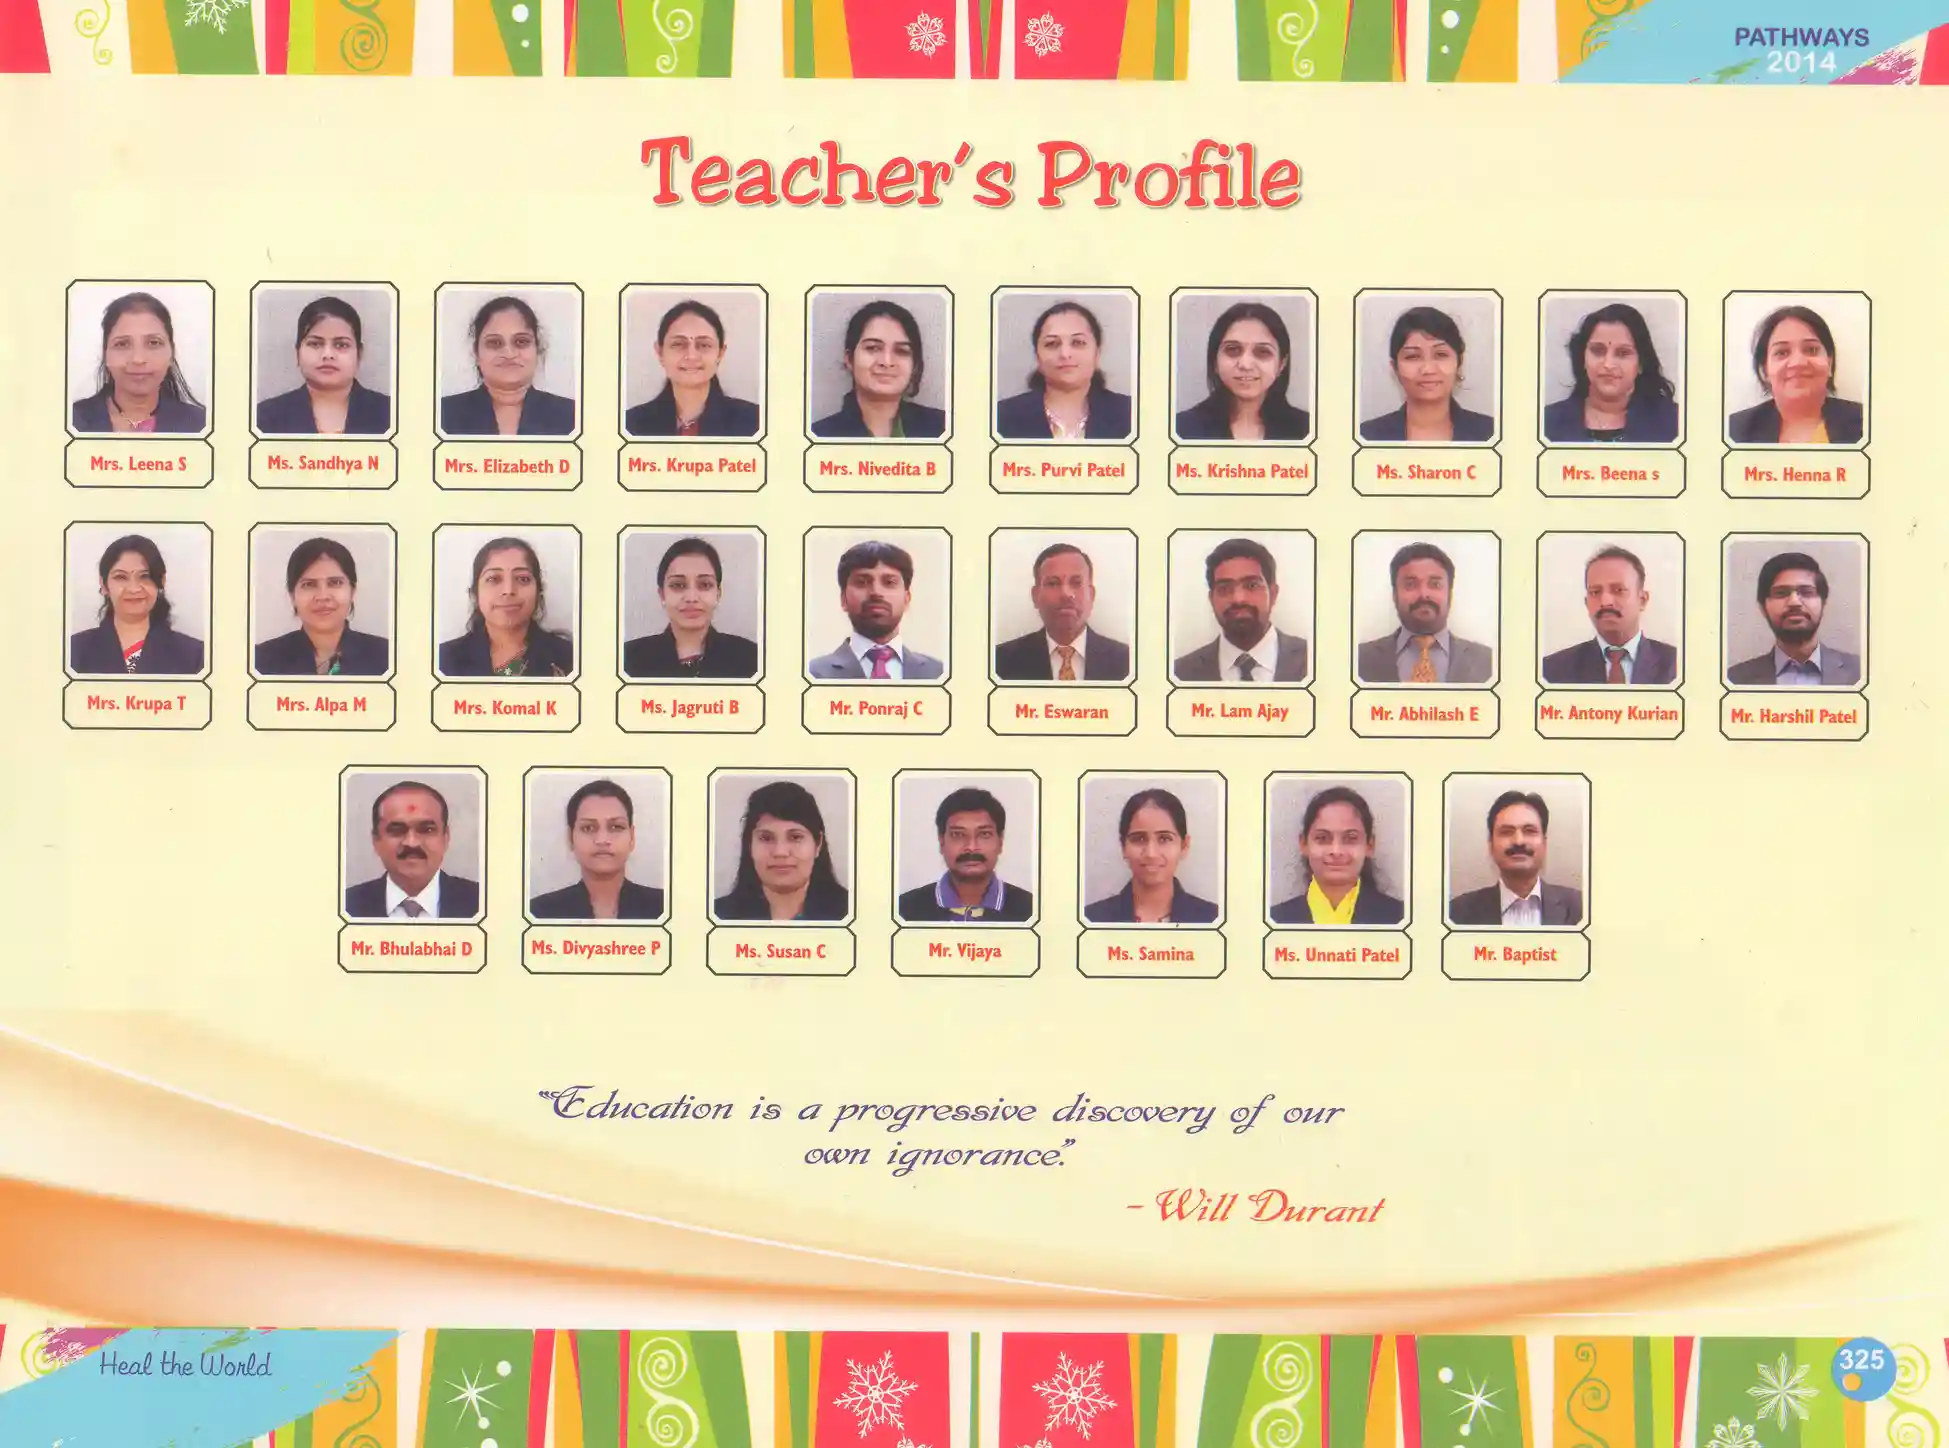 PATHWAYS
2014
Teacher's Profile
Mrs. Leena S
Ms. Sandhya N
Mrs. Elizabeth D
Mrs. Krupa Patel
Mrs. Nivedita B
Mrs. Purvi Patel
Ms. Krishna Patel
Ms. Sharon C
Mrs. Beena s
Mrs. Henna R
Mrs. Krupa T
Mrs. Alpa M
Mrs. Komal K
Ms. Jagruti B
Mr. Ponraj C
Mr. Eswaran
Mr. Lam Ajay
Mr. Abhilash E
Mr. Antony Kurian
Mr. Harshil Patel
Mr. Bhulabhai D
Ms. Divyashree P
Ms. Susan C
Mr. Vijaya
Ms. Samina
Ms. Unnati Patel
Mr. Baptist
"Education is a progressive discovery of our
own ignorance."
- Will Durant
Heal the World
325